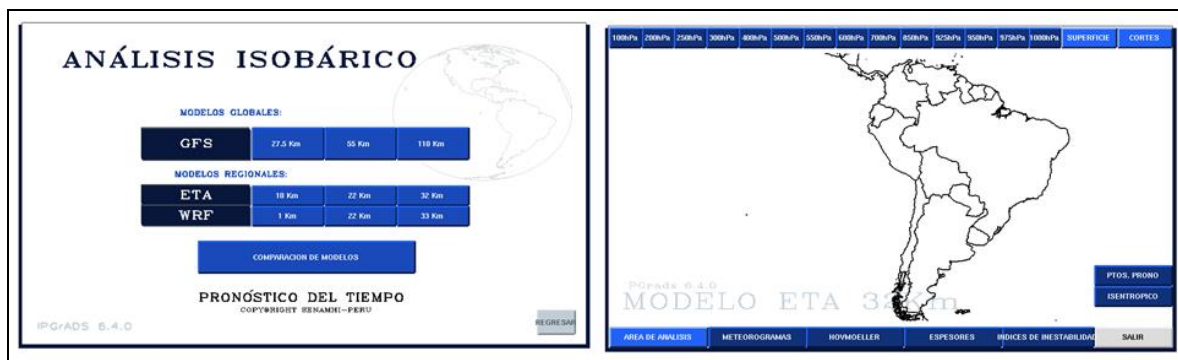 ANÁLISIS ISOBÁRICO
MODELOS GLOBALES:
GFS 27.5 Km 55 Km 110 Km
MODELOS REGIONALES:
ETA 10 Km 22 Km 32 Km
WRF 1 Km 22 Km 33 Km
COMPARACION DE MODELOS
PRONÓSTICO DEL TIEMPO
COPYRIGHT SENAMHI-PERU
IPGrADS 6.4.0
REGRESAR
100hPa 200hPa 250hPa 300hPa 400hPa 500hPa 550hPa 600hPa 700hPa 850hPa 925hPa 950hPa 975hPa 1000hPa SUPERFICIE CORTES
PTOS. PRONO
ISENTROPICO
PGrads 6.4.0
MODELO ETA 32Km
AREA DE ANALISIS METEOROGRAMAS HOVMOELLER ESPESORES INDICES DE INESTABILIDAD SALIR